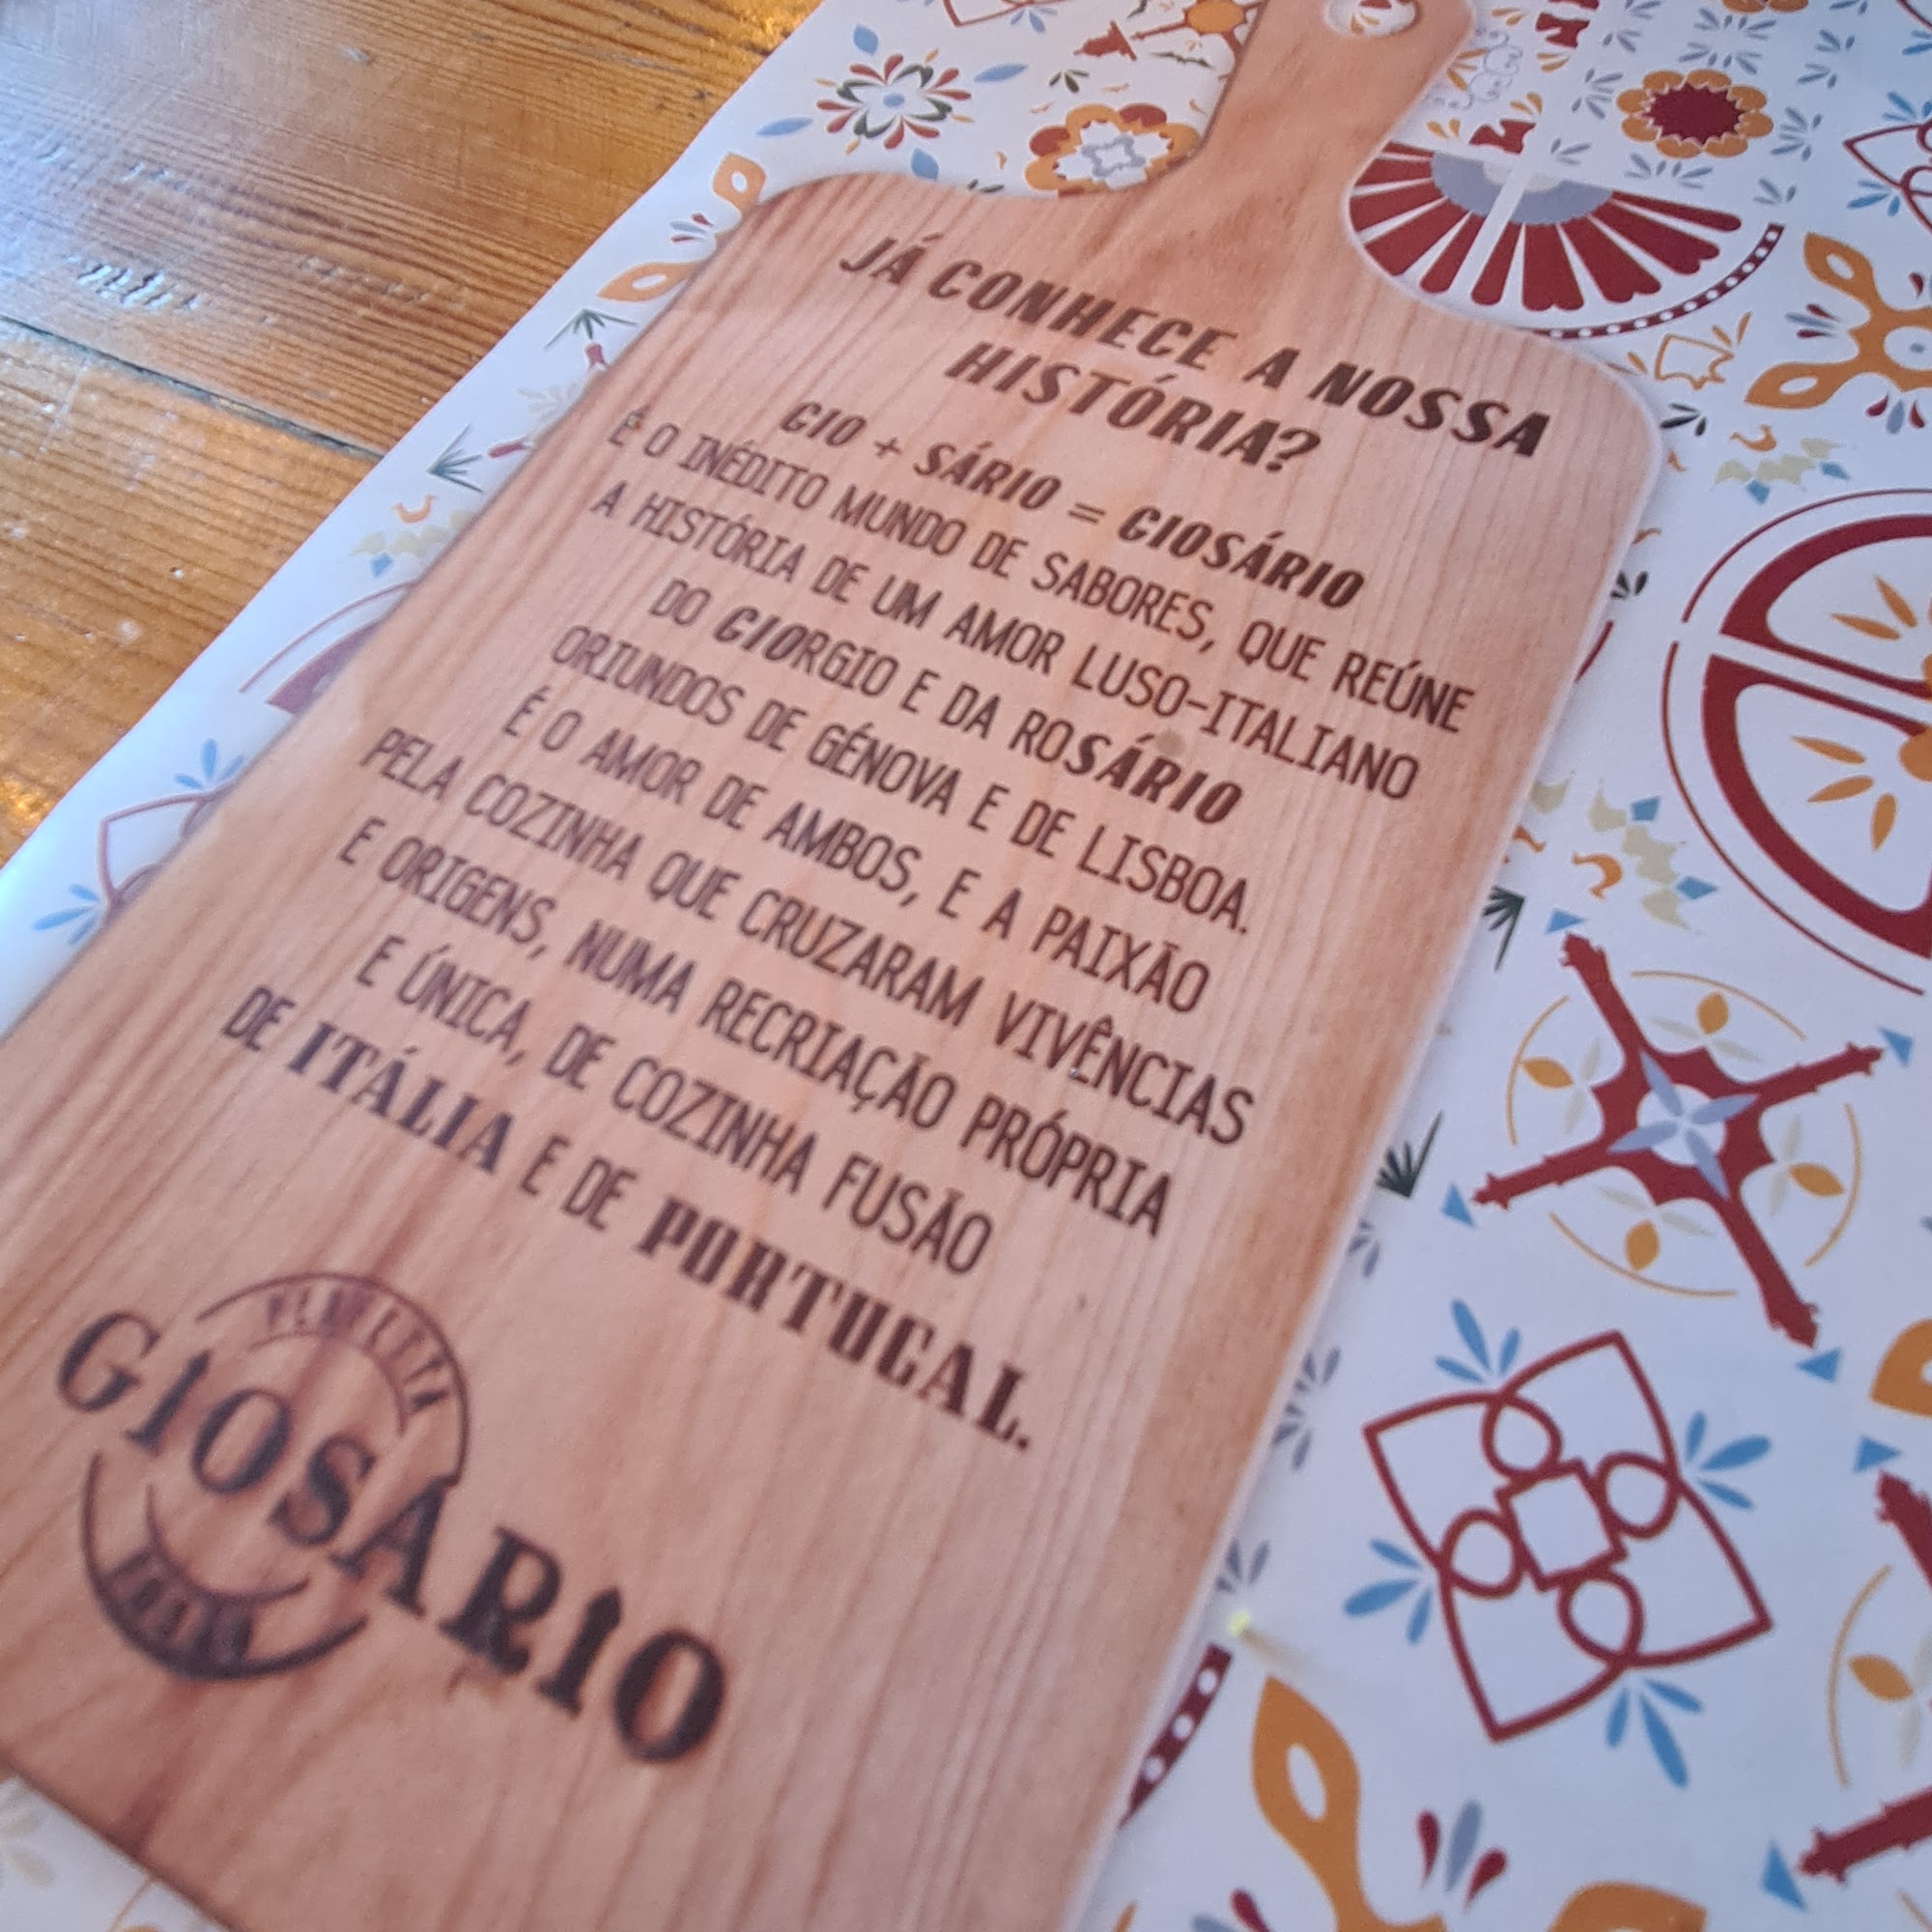 JÁ CONHECE A NOSSA
HISTÓRIA?
GIO + SÁRIO = GIOSÁRIO
É O INÉDITO MUNDO DE SABORES, QUE REÚNE
A HISTÓRIA DE UM AMOR LUSO-ITALIANO
DO GIORGIO E DA ROSÁRIO
ORIUNDOS DE GÉNOVA E DE LISBOA.
É O AMOR DE AMBOS, E A PAIXÃO
PELA COZINHA QUE CRUZARAM VIVÊNCIAS
E ORIGENS, NUMA RECRIAÇÃO PRÓPRIA
E ÚNICA, DE COZINHA FUSÃO
DE ITÁLIA E DE PORTUGAL.
GIOSÁRIO